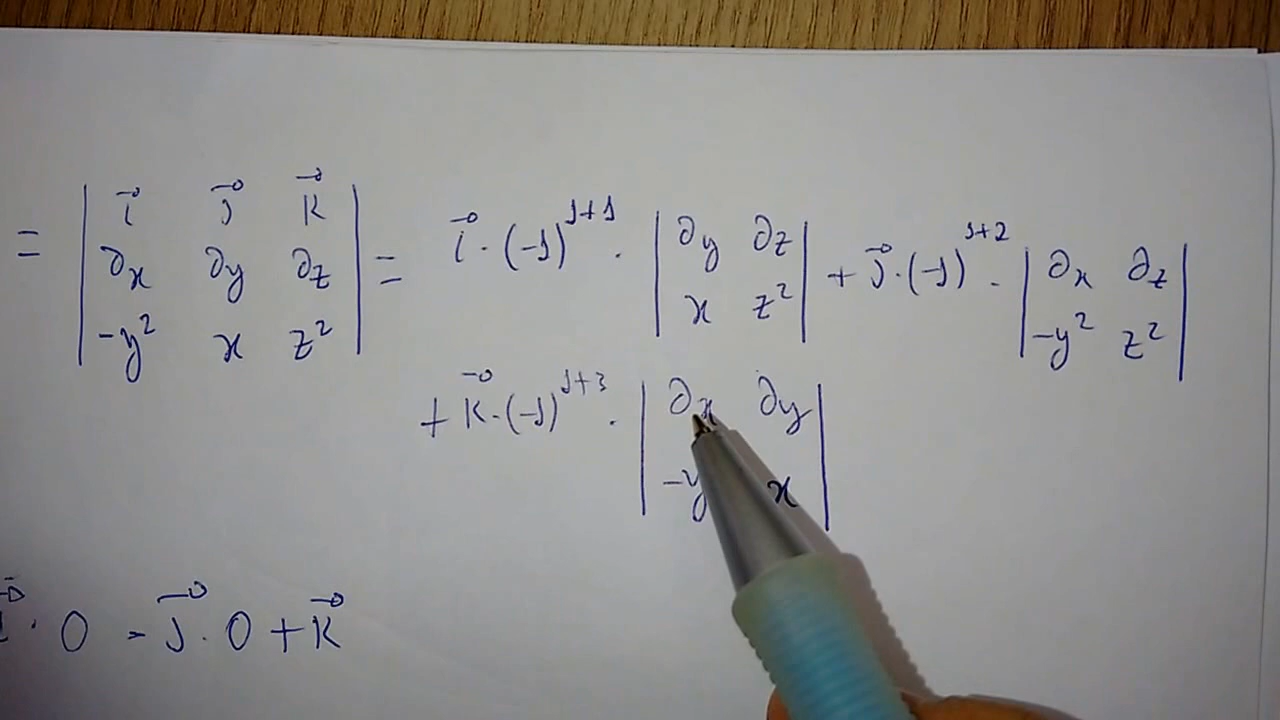 = | i⃗ j⃗ k⃗ | = i⃗ · (-1)^{1+1} · | ∂y ∂z | + j⃗ · (-1)^{1+2} · | ∂x ∂z |
| ∂x ∂y ∂z | | x z² | | -y² z² |
| -y² x z² |
+ k⃗ · (-1)^{1+3} · | ∂x ∂y |
| -y x |
· 0 - j⃗ · 0 + k⃗